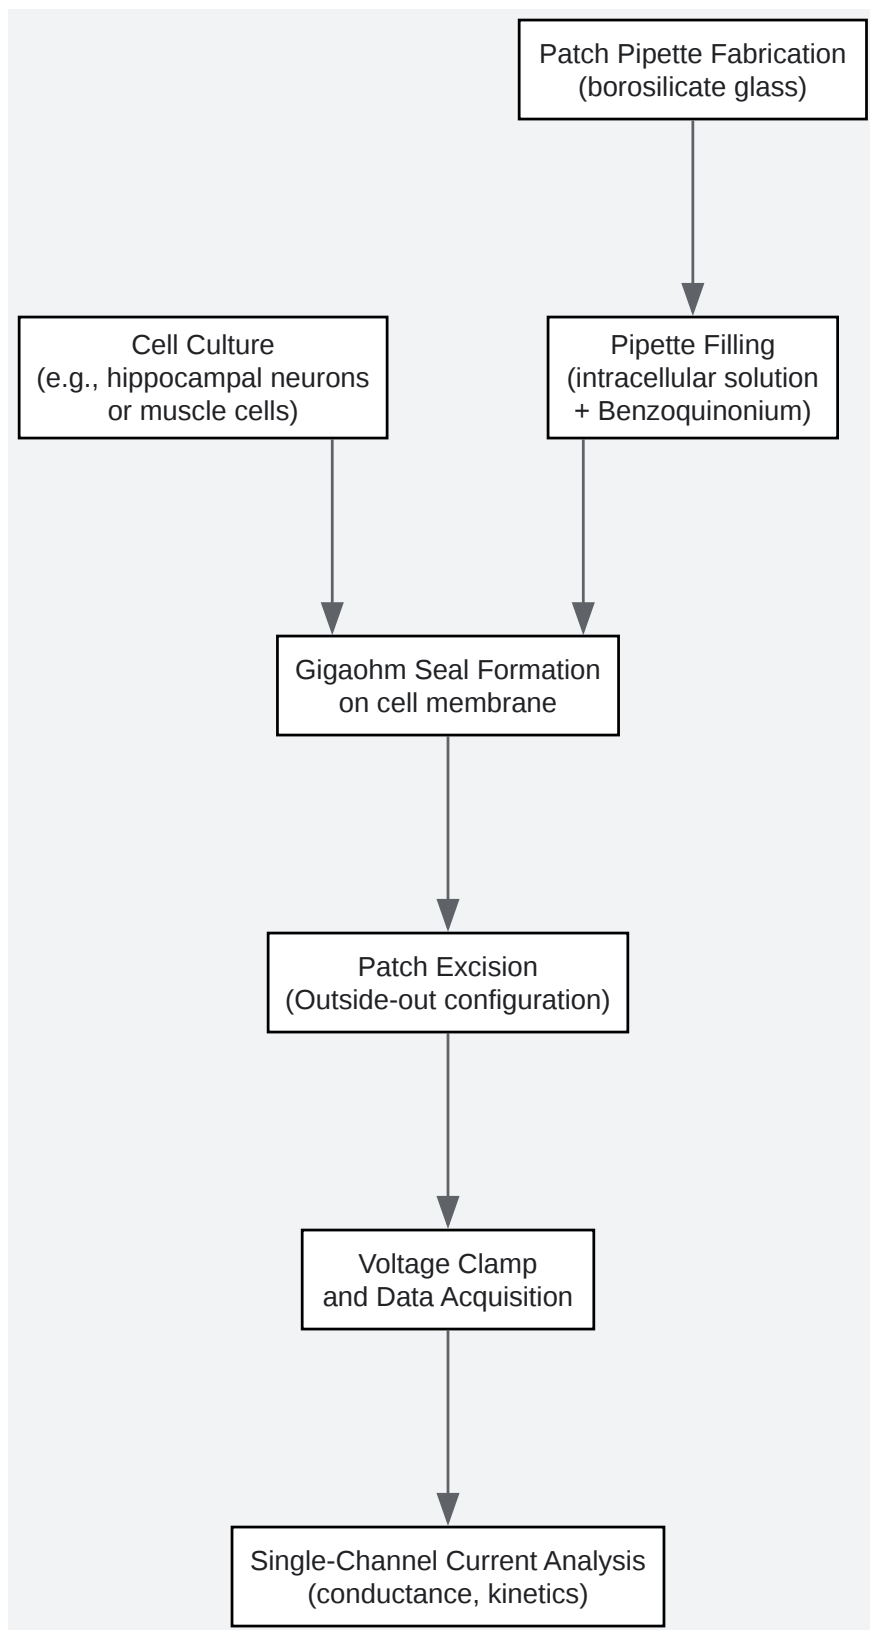 Patch Pipette Fabrication
(borosilicate glass)
Cell Culture
(e.g., hippocampal neurons
or muscle cells)
Pipette Filling
(intracellular solution
+ Benzoquinonium)
Gigaohm Seal Formation
on cell membrane
Patch Excision
(Outside-out configuration)
Voltage Clamp
and Data Acquisition
Single-Channel Current Analysis
(conductance, kinetics)